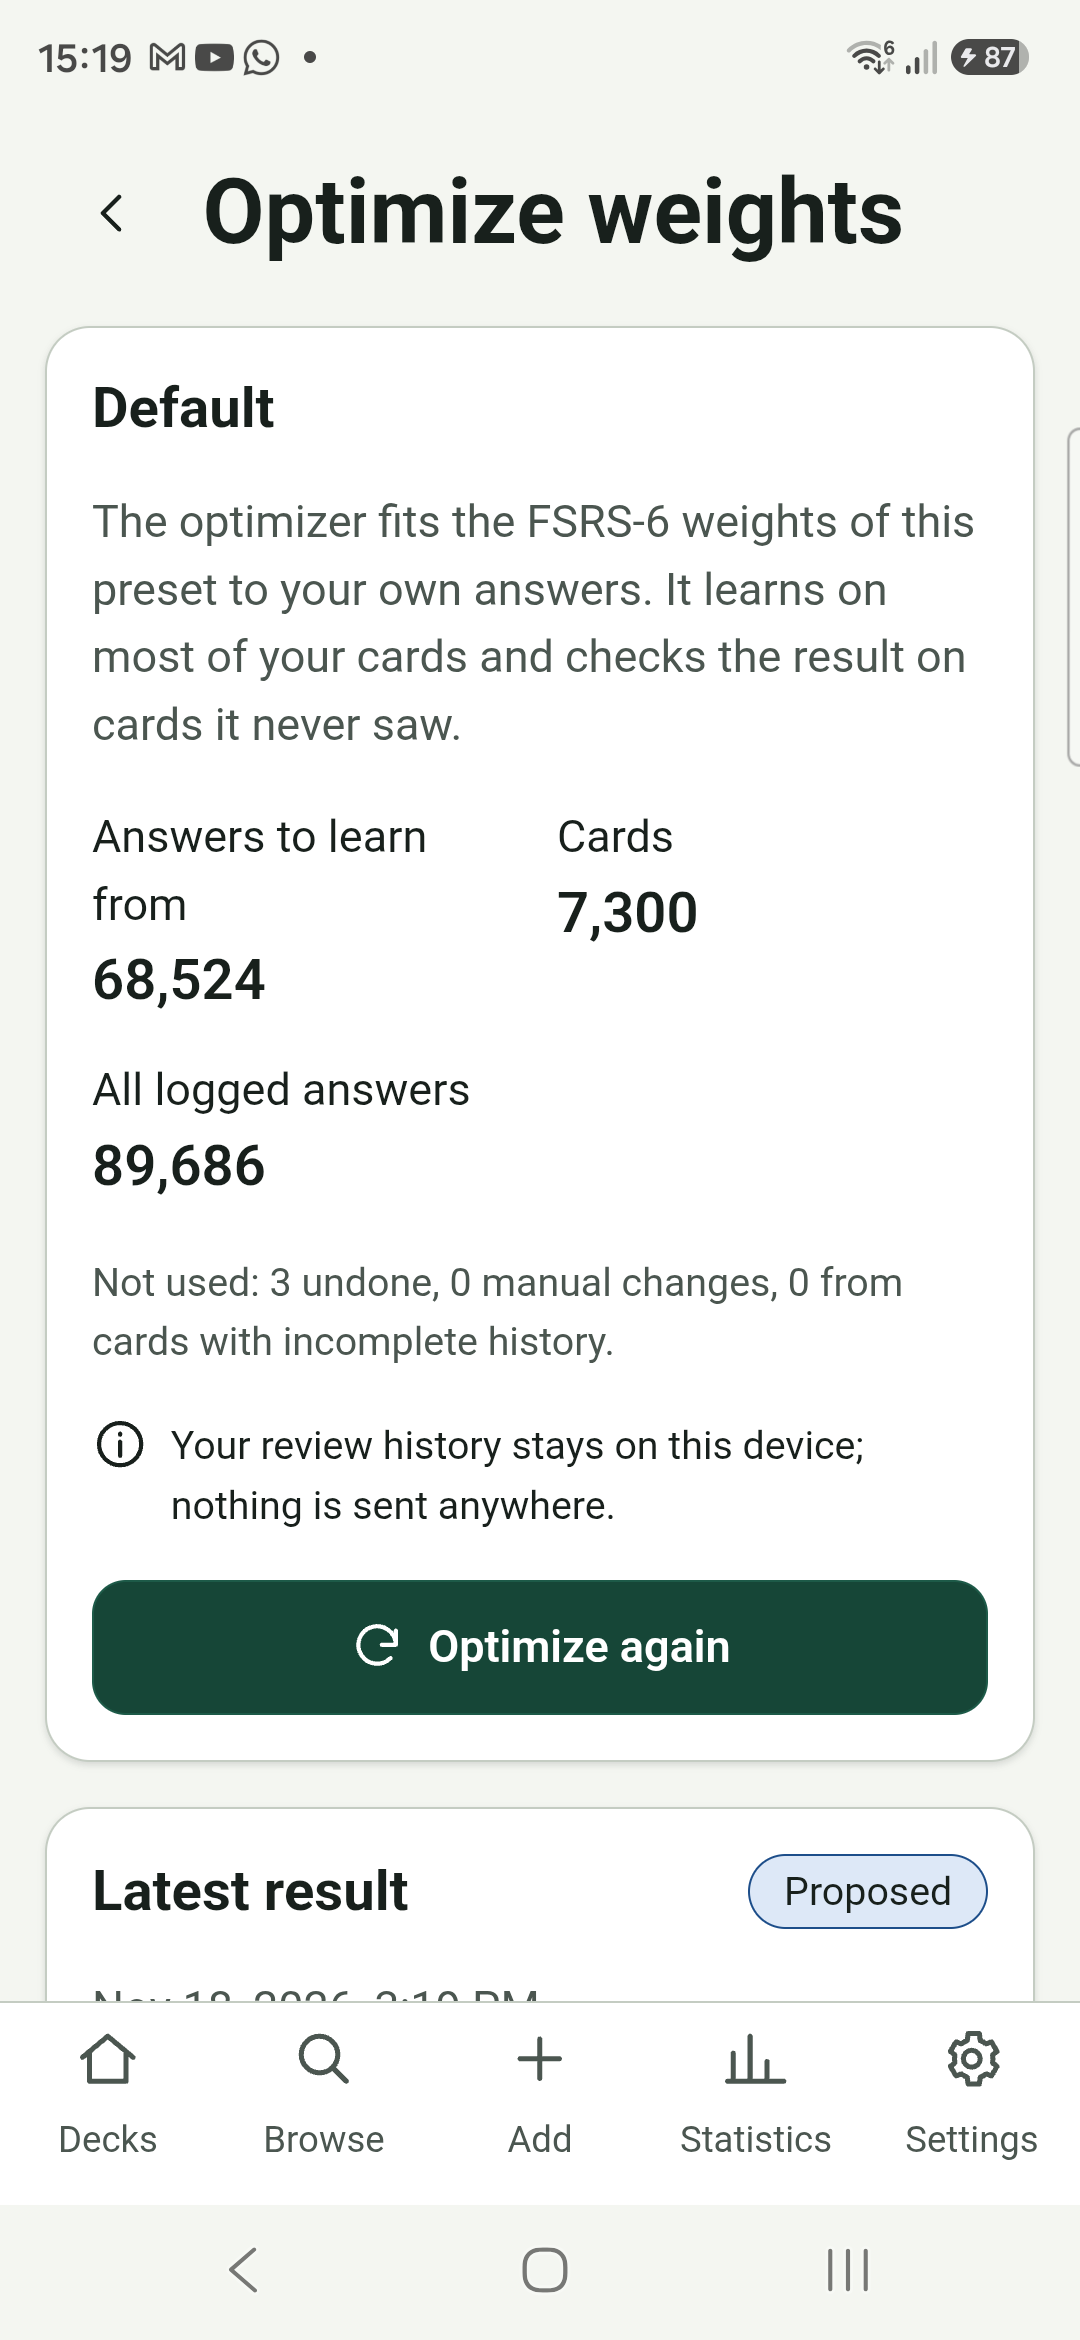 15:19
6
87
Optimize weights
Default
The optimizer fits the FSRS-6 weights of this
preset to your own answers. It learns on
most of your cards and checks the result on
cards it never saw.
Answers to learn
from
68,524
Cards
7,300
All logged answers
89,686
Not used: 3 undone, 0 manual changes, 0 from
cards with incomplete history.
Your review history stays on this device;
nothing is sent anywhere.
Optimize again
Latest result
Proposed
Decks
Browse
Add
Statistics
Settings